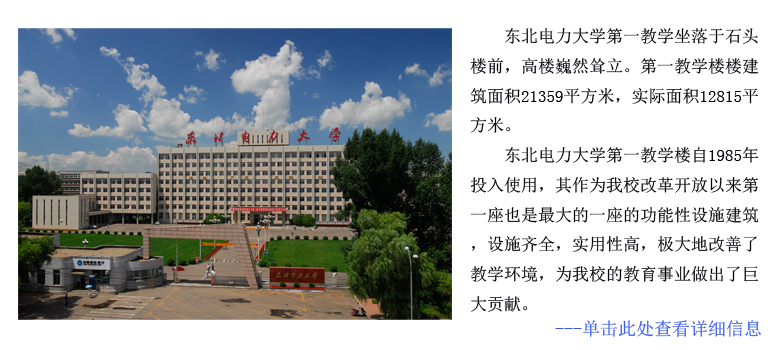 东北电力大学
东北电力大学
东北电力大学第一教学坐落于石头
楼前，高楼巍然耸立。第一教学楼楼建
筑面积21359平方米，实际面积12815平
方米。
东北电力大学第一教学楼自1985年
投入使用，其作为我校改革开放以来第
一座也是最大的一座的功能性设施建筑
，设施齐全，实用性高，极大地改善了
教学环境，为我校的教育事业做出了巨
大贡献。
---单击此处查看详细信息